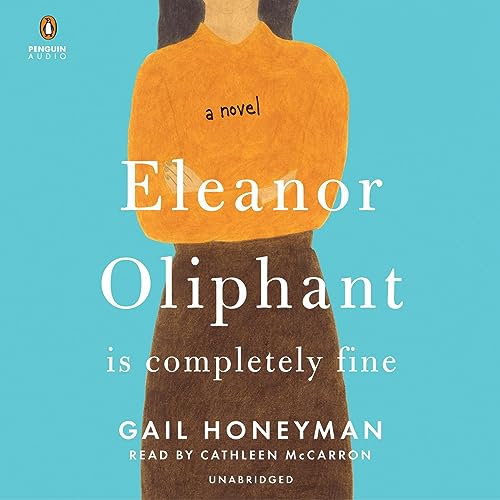 PENGUIN
AUDIO
a novel
Eleanor
Oliphant
is completely fine
GAIL HONEYMAN
READ BY CATHLEEN McCARRON
UNABRIDGED